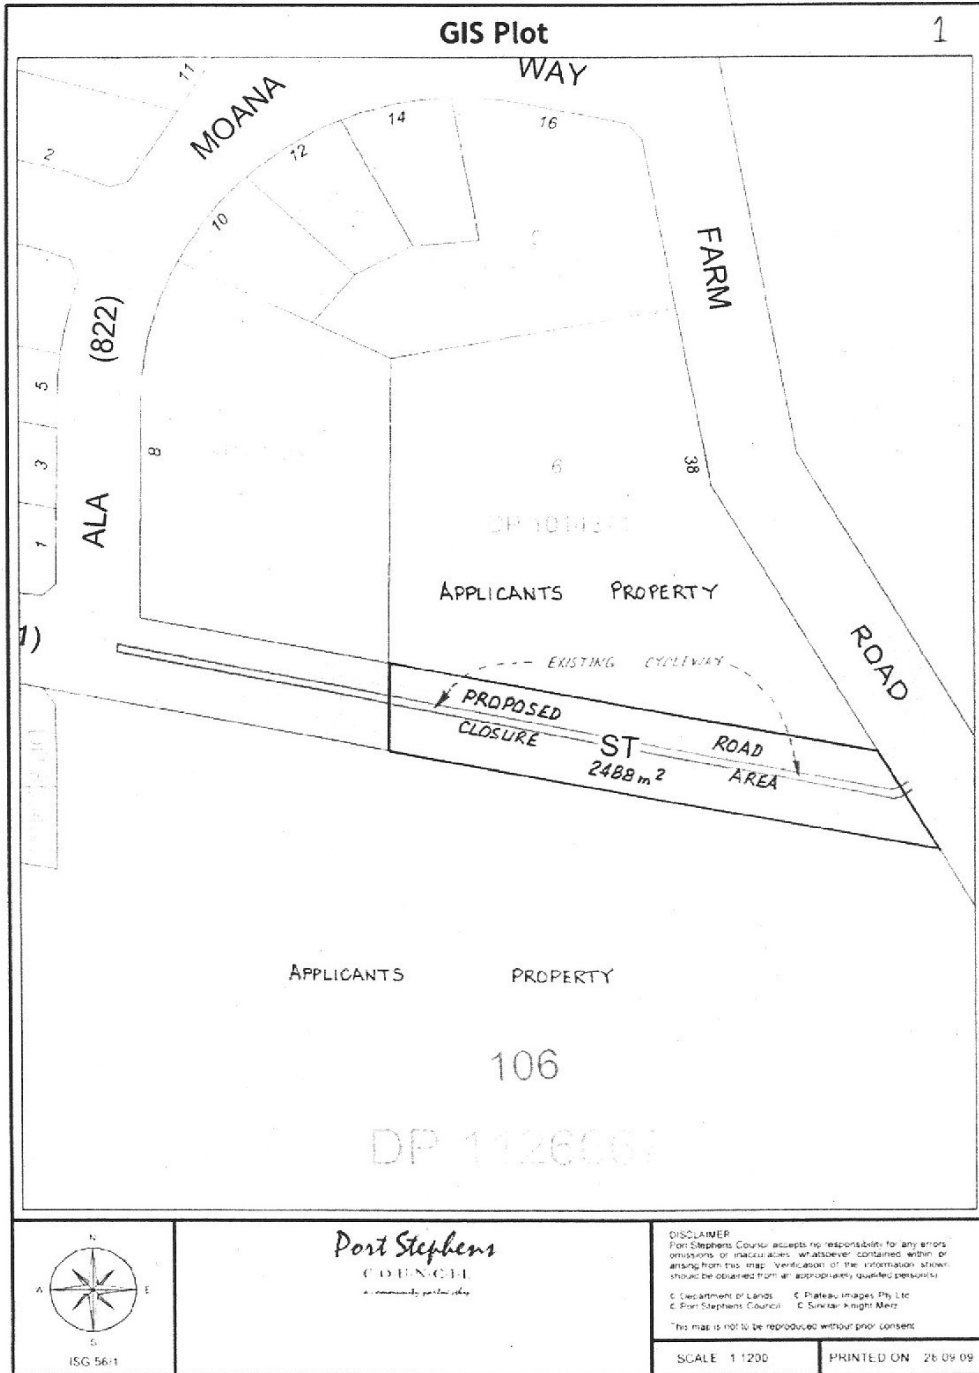 GIS Plot
1
WAY
MOANA
11
2
14
16
12
10
FARM
(822)
5
8
3
38
6
ALA
1
APPLICANTS PROPERTY
1)
ROAD
EXISTING CYCLEWAY
PROPOSED
ROAD
CLOSURE
ST
AREA
2488 m²
APPLICANTS PROPERTY
106
DP
Port Stephens
COUNCIL
a community partnership
N
E
S
ISG 56/1
DISCLAIMER
Port Stephens Council accepts no responsibility for any errors
omissions or inaccuracies whatsoever contained within or
arising from this map. Verification of the information shown
should be obtained from an appropriately qualified person(s)
© Department of Lands © Plateau Images Pty Ltd
© Port Stephens Council © Sinclair Knight Merz
This map is not to be reproduced without prior consent
SCALE 1:1200
PRINTED ON 28.09.09